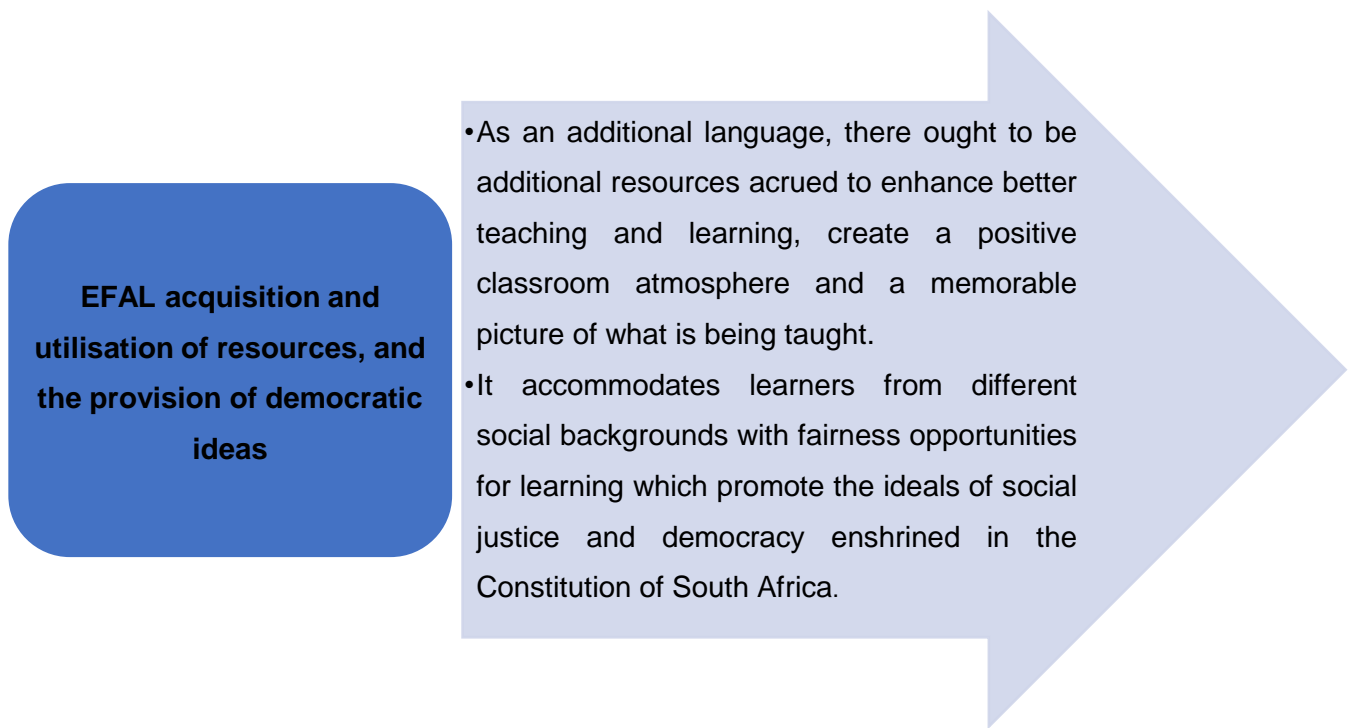 EFAL acquisition and
utilisation of resources, and
the provision of democratic
ideas
•As an additional language, there ought to be
additional resources acrued to enhance better
teaching and learning, create a positive
classroom atmosphere and a memorable
picture of what is being taught.
•It accommodates learners from different
social backgrounds with fairness opportunities
for learning which promote the ideals of social
justice and democracy enshrined in the
Constitution of South Africa.